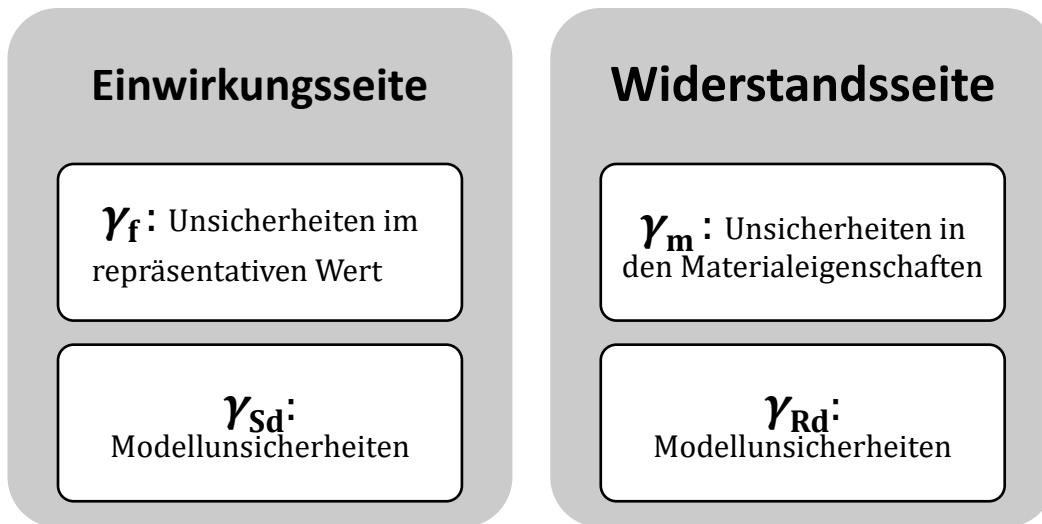 Einwirkungsseite
γf: Unsicherheiten im
repräsentativen Wert
γSd:
Modellunsicherheiten
Widerstandsseite
γm: Unsicherheiten in
den Materialeigenschaften
γRd:
Modellunsicherheiten